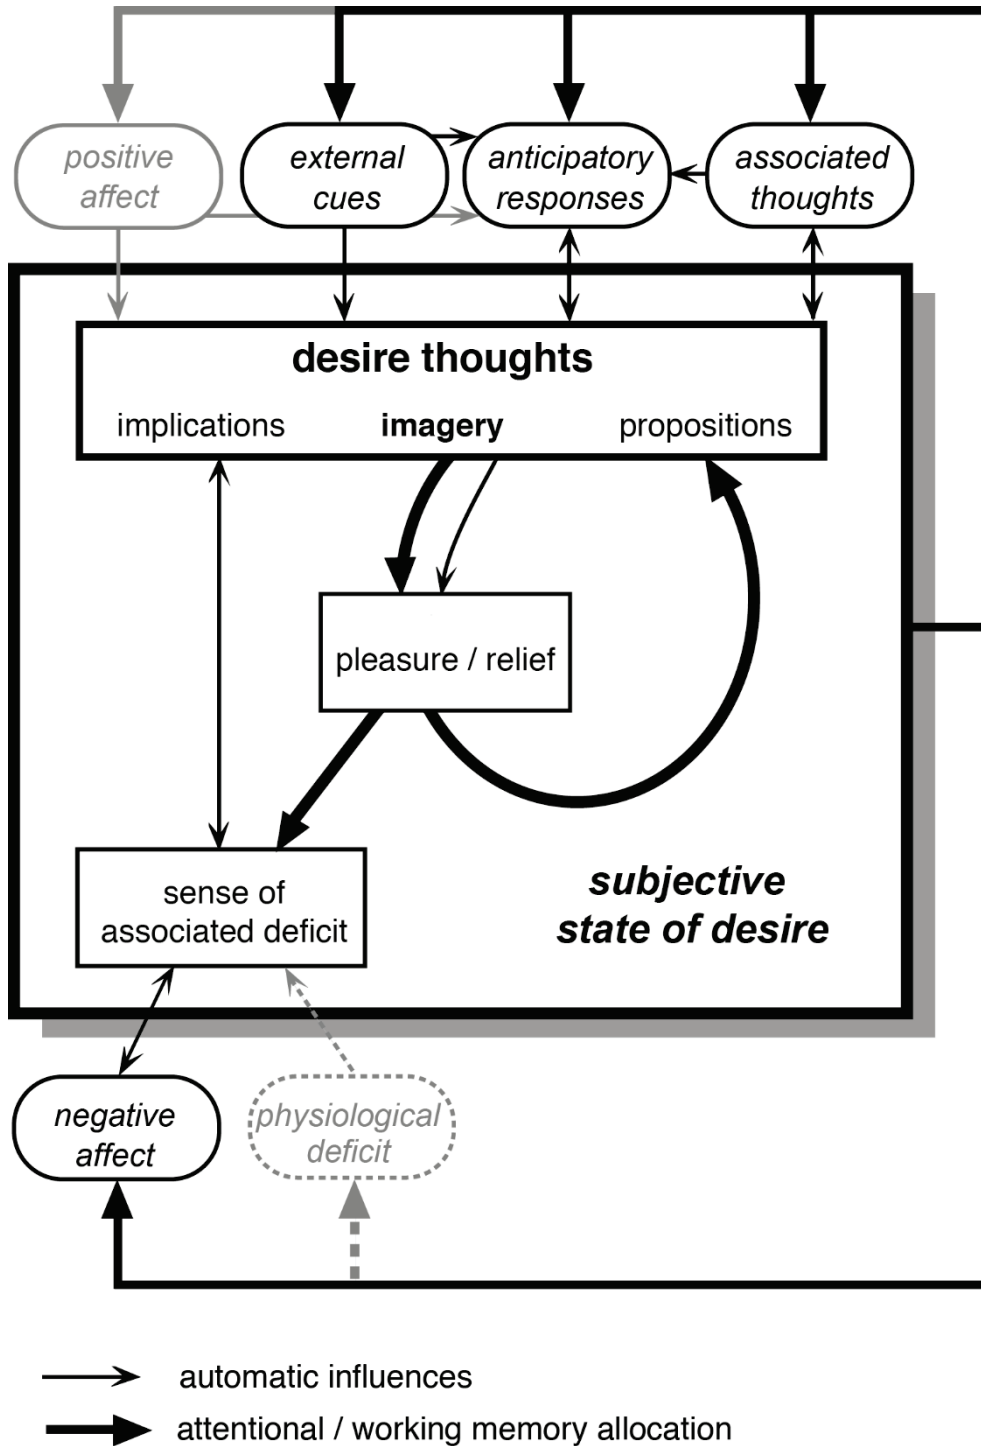 positive
affect
external
cues
anticipatory
responses
associated
thoughts
desire thoughts
implications
imagery
propositions
pleasure / relief
sense of
associated deficit
subjective
state of desire
negative
affect
physiological
deficit
automatic influences
attentional / working memory allocation